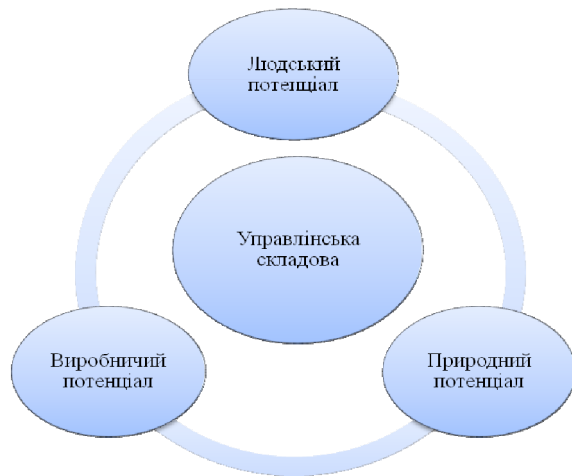 Людський
потенціал
Управлінська
складова
Виробничий
потенціал
Природний
потенціал